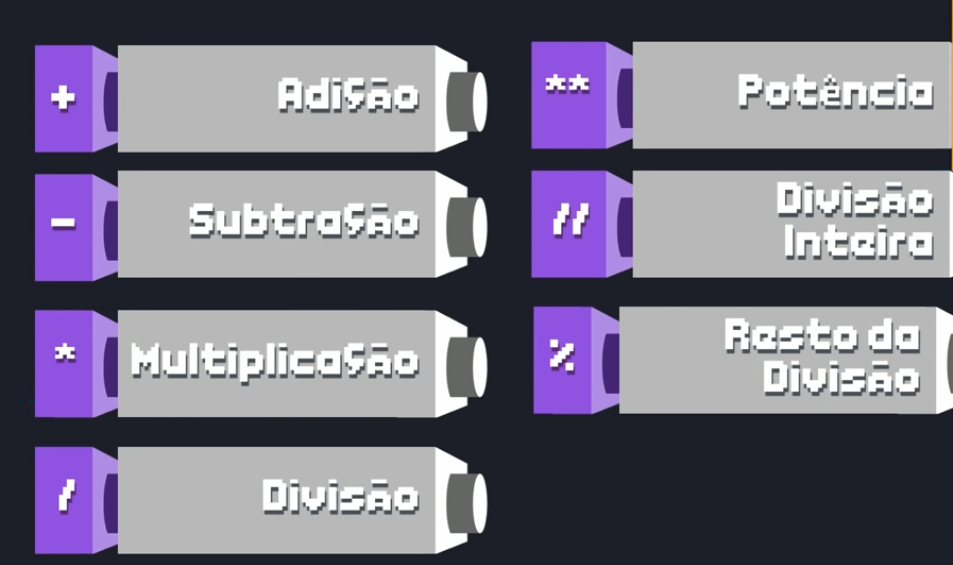 + Adição
- Subtração
* Multiplicação
/ Divisão
** Potência
// Divisão
Inteira
% Resto da
Divisão